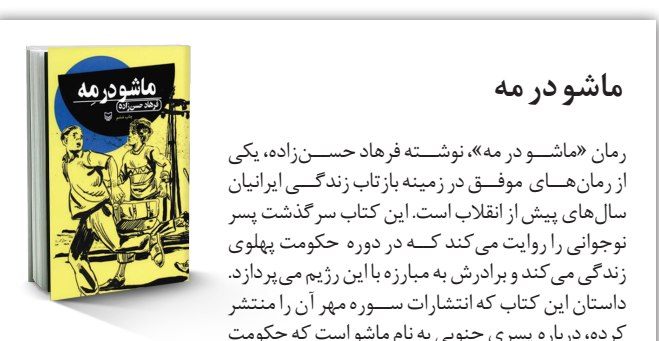 ماشو در مه
رمان «ماشو در مه»، نوشته فرهاد حسن‌زاده، یکی
از رمان‌های موفق در زمینه بازتاب زندگی ایرانیان
سال‌های پیش از انقلاب است. این کتاب سرگذشت پسر
نوجوانی را روایت می‌کند که در دوره حکومت پهلوی
زندگی می‌کند و برادرش به مبارزه با این رژیم می‌پردازد.
داستان این کتاب که انتشارات سوره مهر آن را منتشر
کرده، درباره پسری جنوبی به نام ماشو است که حکومت
ماشو در مه
فرهاد حسن‌زاده